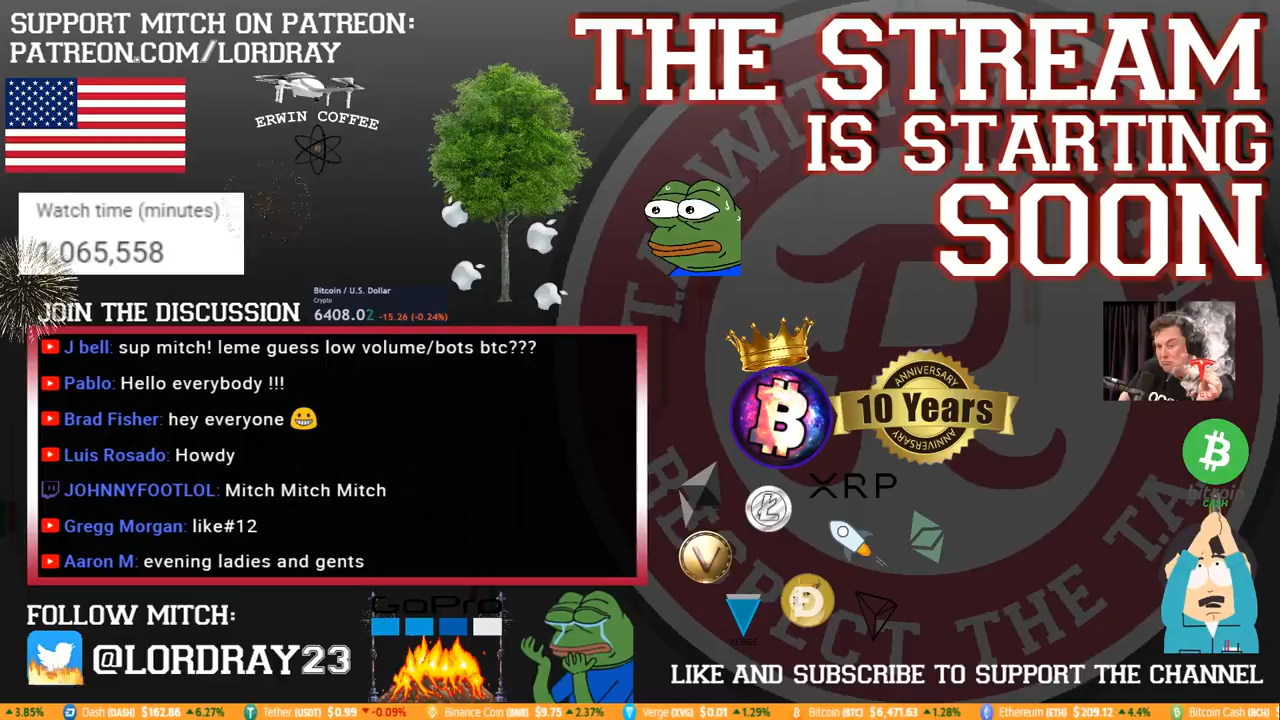 SUPPORT MITCH ON PATREON:
PATREON.COM/LORDRAY
THE STREAM
IS STARTING
SOON
ERWIN COFFEE
Watch time (minutes)
1,065,558
JOIN THE DISCUSSION
Bitcoin / U.S. Dollar
Crypto
6408.02 -15.26 (-0.24%)
J bell: sup mitch! leme guess low volume/bots btc???
Pablo: Hello everybody !!!
Brad Fisher: hey everyone
Luis Rosado: Howdy
JOHNNYFOOTLOL: Mitch Mitch Mitch
Gregg Morgan: like#12
Aaron M: evening ladies and gents
ANNIVERSARY
10 Years
ANNIVERSARY
XRP
bitcoin
CASH
VERGE
RESPECT THE TA
FOLLOW MITCH:
@LORDRAY23
GoPro
LIKE AND SUBSCRIBE TO SUPPORT THE CHANNEL
3.85% Dash (DASH) $162.86 6.27% Tether (USDT) $0.99 -0.09% Binance Coin (BNB) $9.75 2.37% Verge (XVG) $0.01 1.29% Bitcoin (BTC) $6,471.63 1.28% Ethereum (ETH) $209.12 4.4% Bitcoin Cash (BCH)